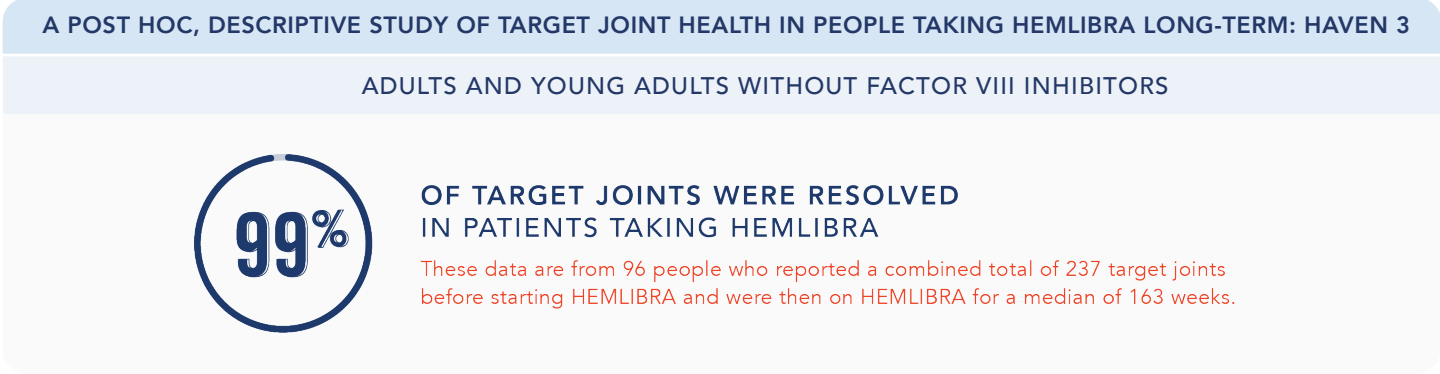 A POST HOC, DESCRIPTIVE STUDY OF TARGET JOINT HEALTH IN PEOPLE TAKING HEMLIBRA LONG-TERM: HAVEN 3
ADULTS AND YOUNG ADULTS WITHOUT FACTOR VIII INHIBITORS
99%
OF TARGET JOINTS WERE RESOLVED
IN PATIENTS TAKING HEMLIBRA
These data are from 96 people who reported a combined total of 237 target joints
before starting HEMLIBRA and were then on HEMLIBRA for a median of 163 weeks.